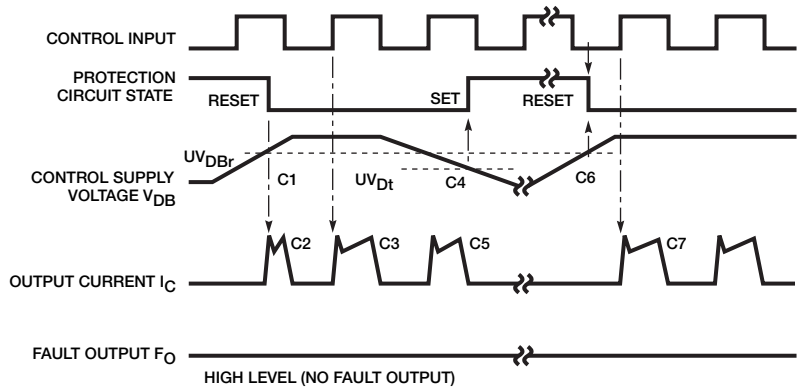 CONTROL INPUT
PROTECTION
CIRCUIT STATE
RESET
SET
RESET
UVDBr
C1
UVDt
C4
C6
CONTROL SUPPLY
VOLTAGE VDB
C2
C3
C5
C7
OUTPUT CURRENT IC
FAULT OUTPUT FO
HIGH LEVEL (NO FAULT OUTPUT)